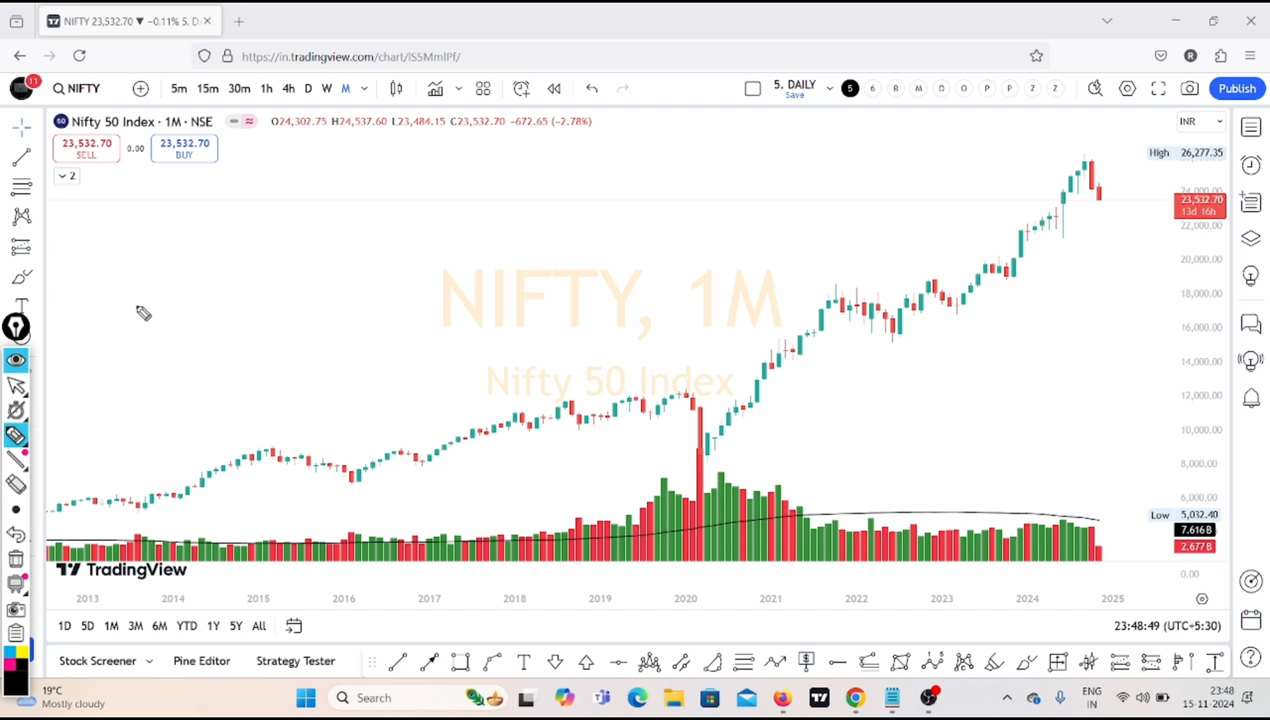 NIFTY 23,532.70 ▼ −0.11% 5. D
https://in.tradingview.com/chart/lS5MmlPf/
11
NIFTY
5m 15m 30m 1h 4h D W M
5. DAILY
Save
5 6 B M O O P P Z Z
Publish
50 Nifty 50 Index · 1M · NSE
O24,302.75 H24,537.60 L23,484.15 C23,532.70 −672.65 (−2.78%)
INR
23,532.70
SELL
0.00
23,532.70
BUY
2
High 26,277.35
24,000.00
23,532.70
13d 16h
22,000.00
20,000.00
18,000.00
16,000.00
14,000.00
12,000.00
10,000.00
8,000.00
6,000.00
Low 5,032.40
7.616B
2.677B
0.00
NIFTY, 1M
Nifty 50 Index
TradingView
2013 2014 2015 2016 2017 2018 2019 2020 2021 2022 2023 2024 2025
1D 5D 1M 3M 6M YTD 1Y 5Y All
23:48:49 (UTC+5:30)
Stock Screener Pine Editor Strategy Tester
19°C
Mostly cloudy
Search
ENG
IN
23:48
15-11-2024